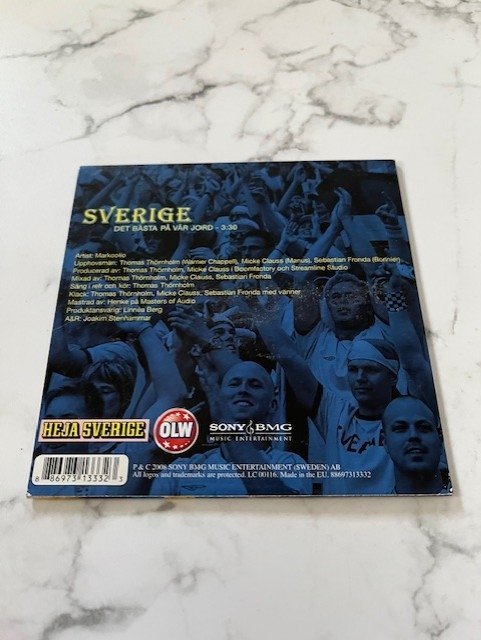 SVERIGE
DET BÄSTA PÅ VÅR JORD - 3:30
Artist: Markoolio
Upphovsmän: Thomas Thörnholm (Warner Chappell), Micke Clauss (Manus), Sebastian Fronda (Borinier)
Producerad av: Thomas Thörnholm, Micke Clauss i Boomfactory och Streamline Studio
Mixad av: Thomas Thörnholm, Micke Clauss, Sebastian Fronda
Sång i refr och kör: Thomas Thörnholm
Klack: Thomas Thörnholm, Micke Clauss, Sebastian Fronda med vänner
Mastrad av: Henke på Masters of Audio
Produktansvarig: Linnéa Berg
A&R: Joakim Stenhammar
HEJA SVERIGE
OLW
SONY BMG
MUSIC ENTERTAINMENT
P & C 2008 SONY BMG MUSIC ENTERTAINMENT (SWEDEN) AB
All logos and trademarks are protected. LC 00116. Made in the EU. 88697313332
8 86973 13332 3